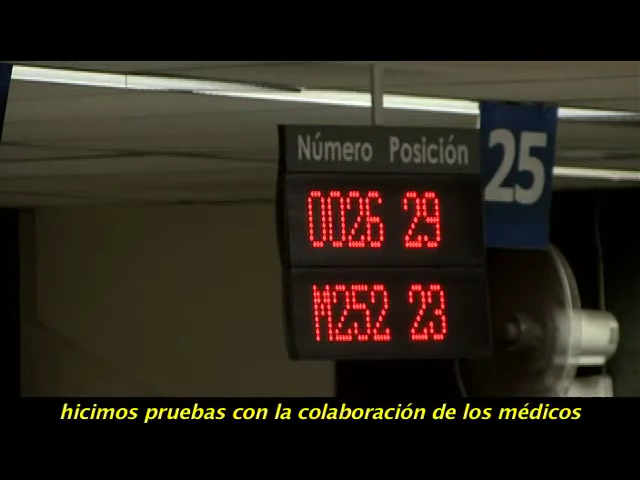 Número Posición
0026 29
M252 23
25
hicimos pruebas con la colaboración de los médicos